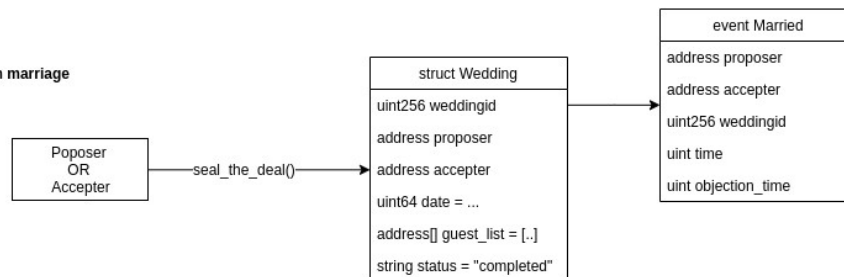 marriage
Poposer
OR
Accepter
seal_the_deal()
struct Wedding
uint256 weddingid
address proposer
address accepter
uint64 date = ...
address[] guest_list = [..]
string status = "completed"
event Married
address proposer
address accepter
uint256 weddingid
uint time
uint objection_time